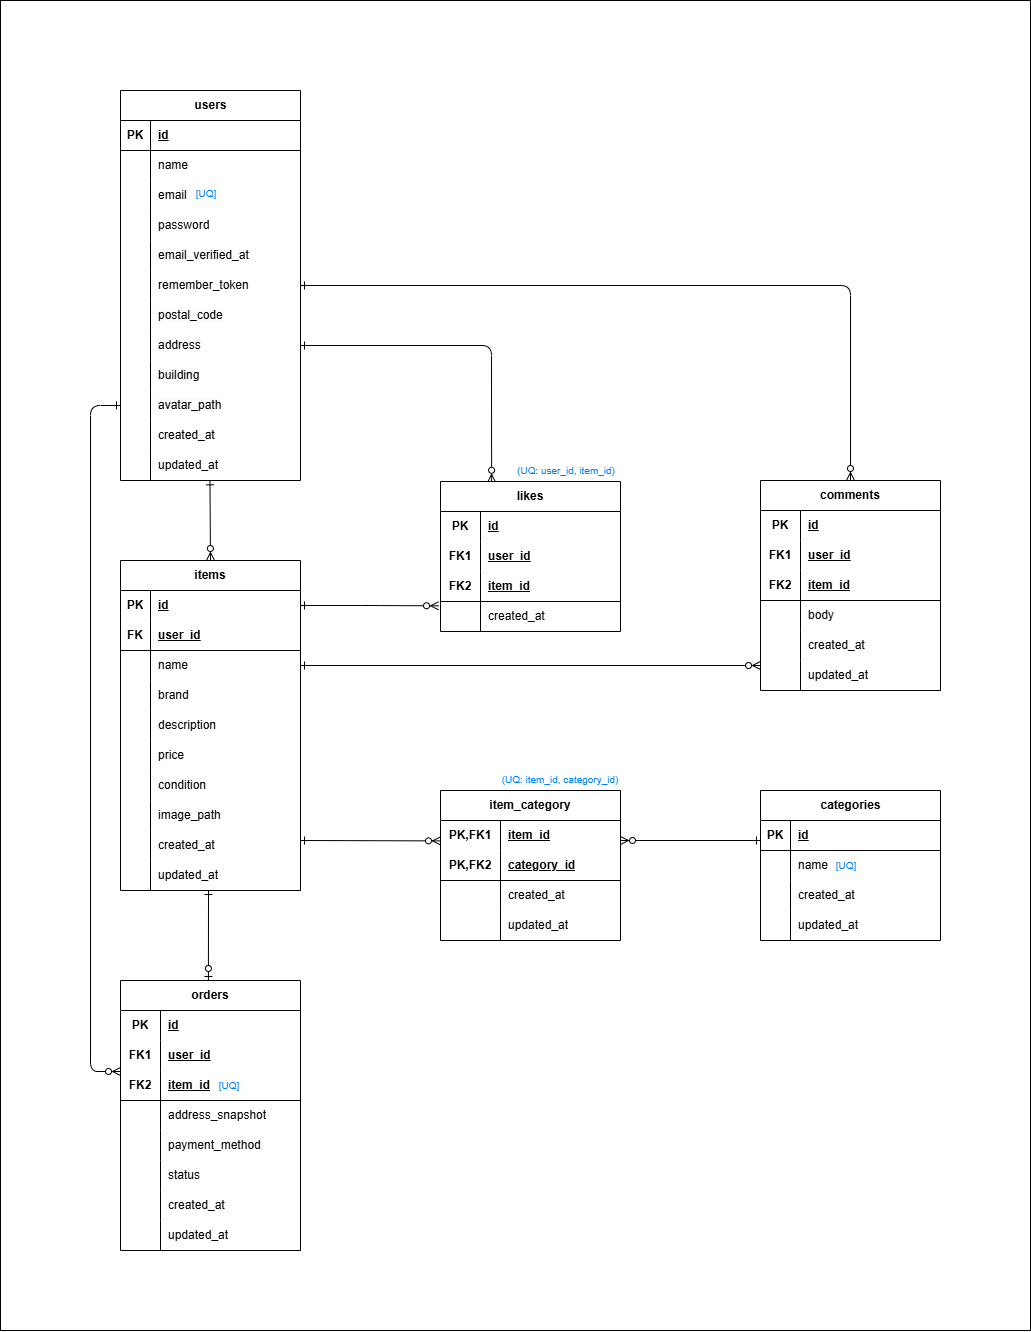 users
PK id
name
email [UQ]
password
email_verified_at
remember_token
postal_code
address
building
avatar_path
created_at
updated_at
(UQ: user_id, item_id)
likes
PK id
FK1 user_id
FK2 item_id
created_at
comments
PK id
FK1 user_id
FK2 item_id
body
created_at
updated_at
items
PK id
FK user_id
name
brand
description
price
condition
image_path
created_at
updated_at
(UQ: item_id, category_id)
item_category
PK,FK1 item_id
PK,FK2 category_id
created_at
updated_at
categories
PK id
name [UQ]
created_at
updated_at
orders
PK id
FK1 user_id
FK2 item_id [UQ]
address_snapshot
payment_method
status
created_at
updated_at